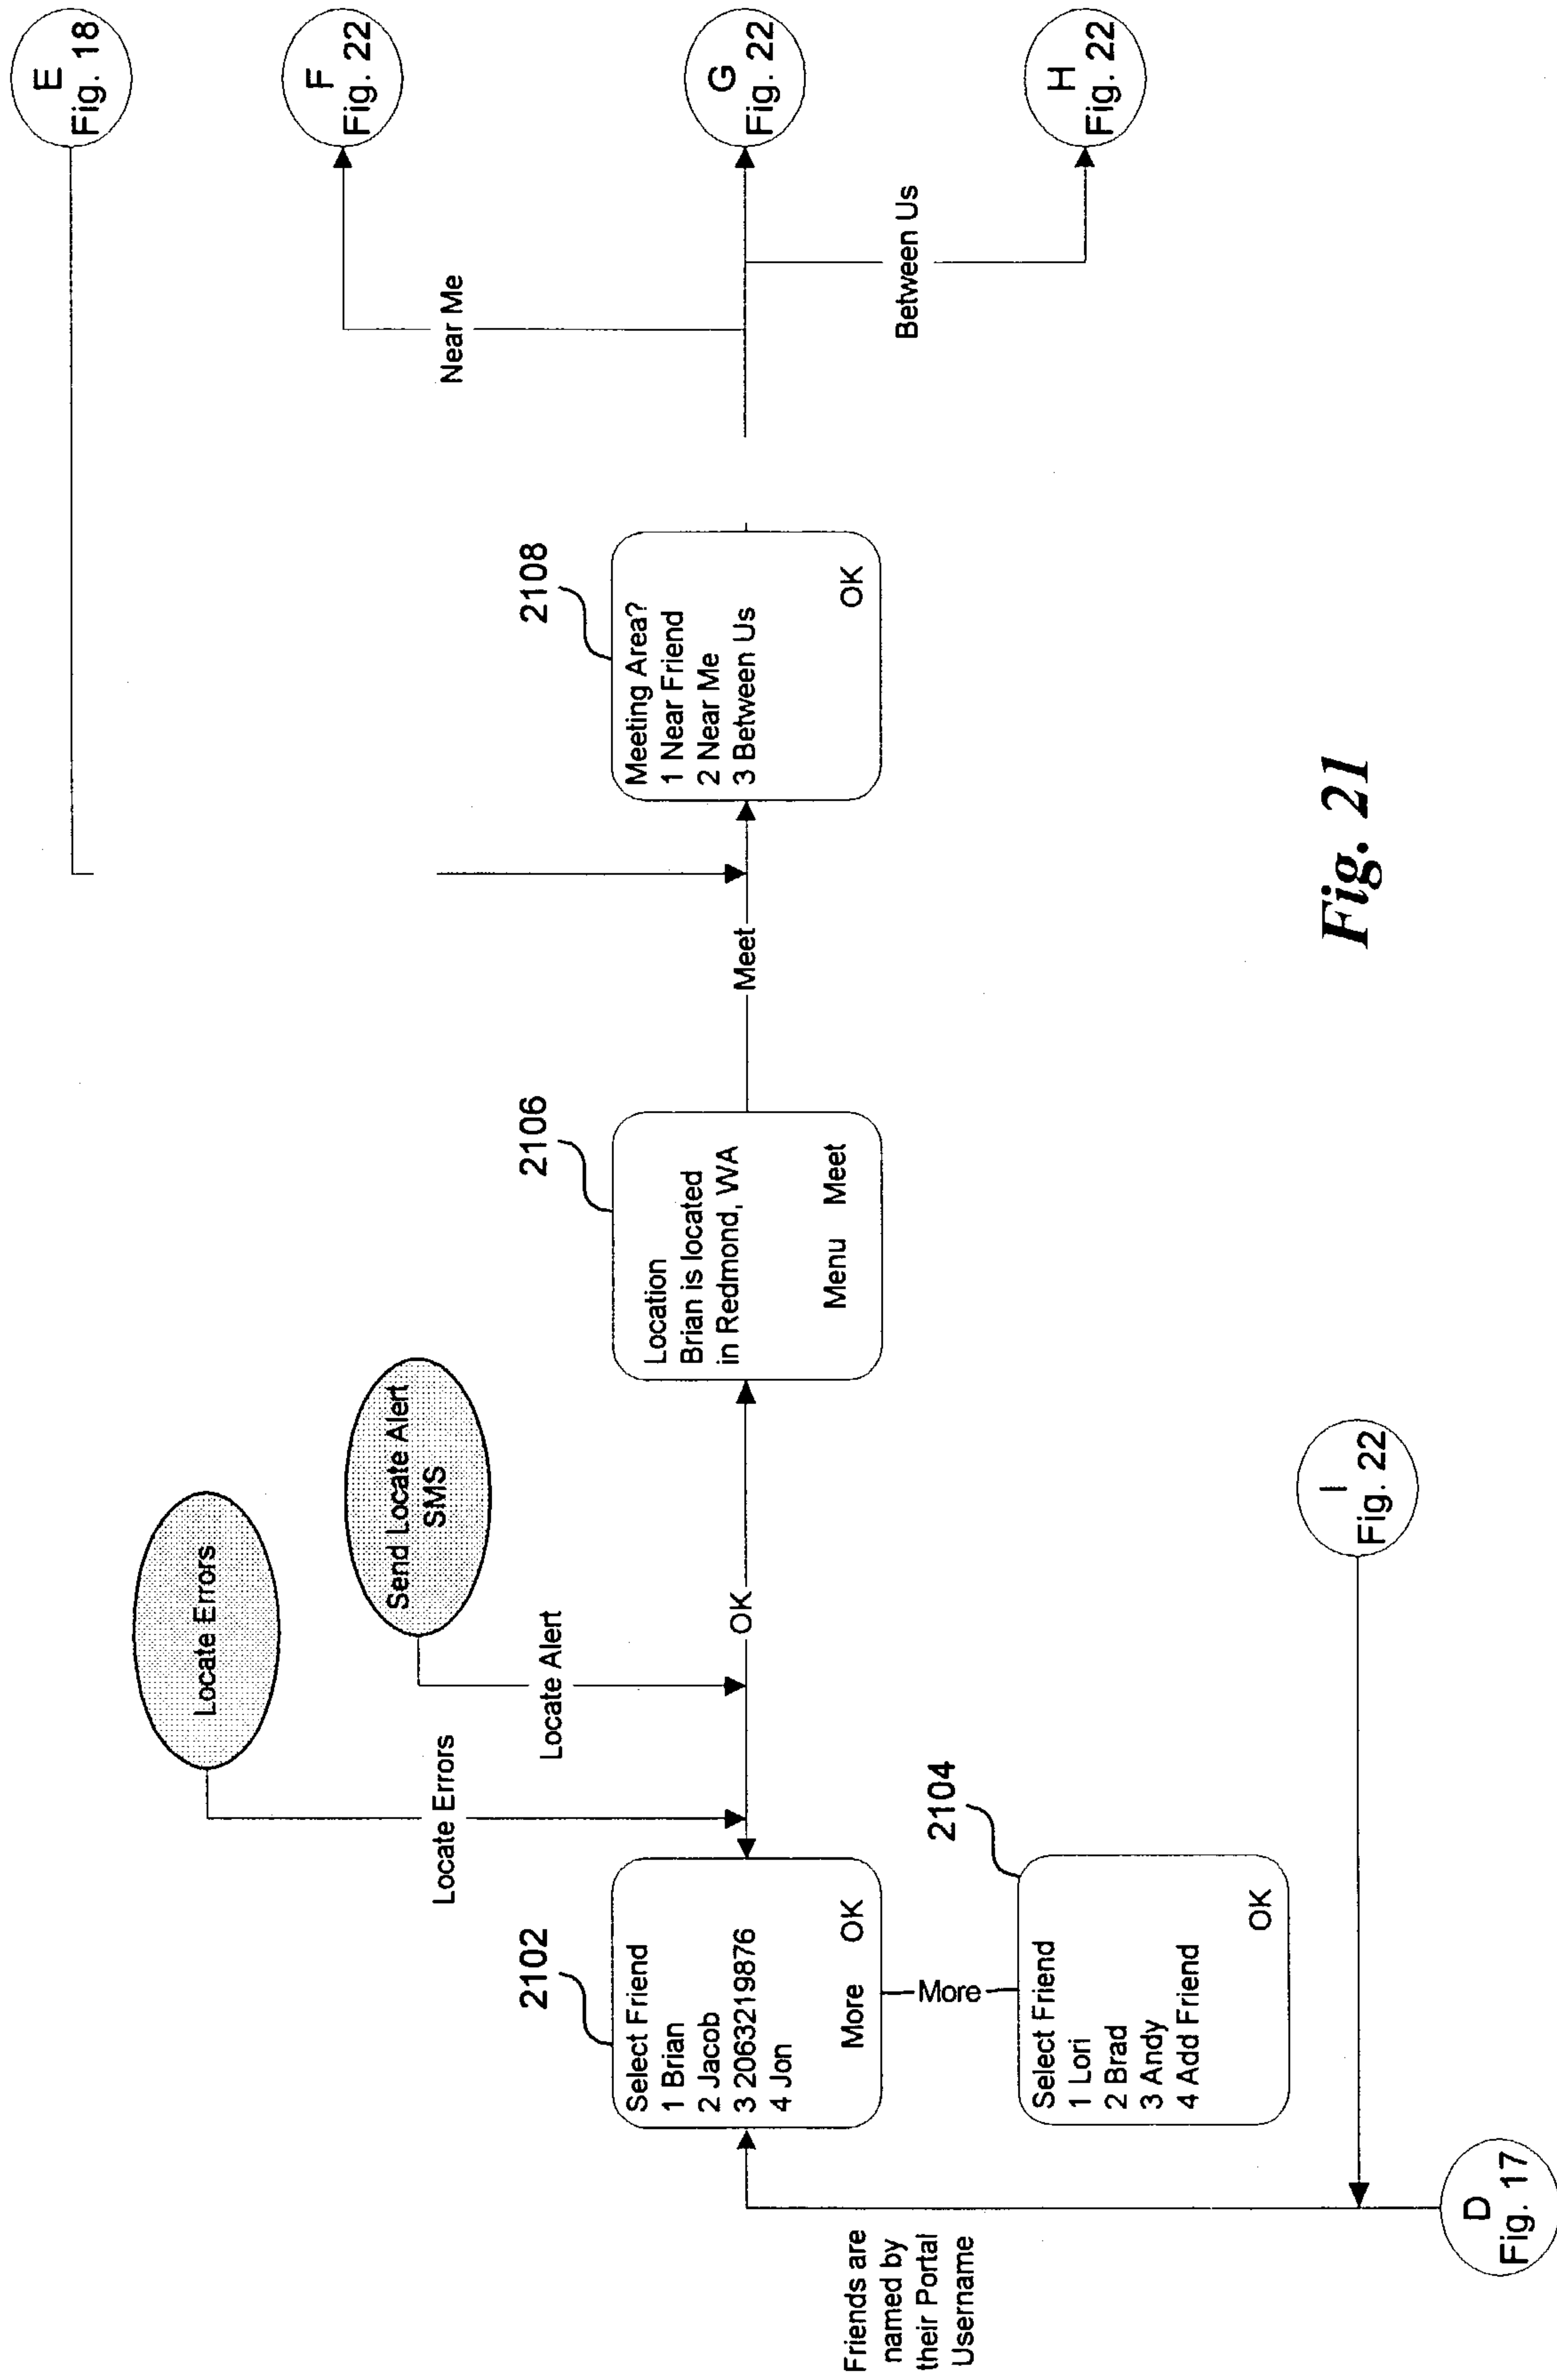 E
Fig. 18
F
Fig. 22
G
Fig. 22
H
Fig. 22
Near Me
Between Us
2108
Meeting Area?
1 Near Friend
2 Near Me
3 Between Us
OK
Meet
2106
Location
Brian is located
in Redmond, WA
Menu Meet
Locate Errors
Send Locate Alert
SMS
Locate Errors
Locate Alert
OK
2102
Select Friend
1 Brian
2 Jacob
3 2063219876
4 Jon
More OK
More
2104
Select Friend
1 Lori
2 Brad
3 Andy
4 Add Friend
OK
I
Fig. 22
D
Fig. 17
Friends are
named by
their Portal
Username
Fig. 21